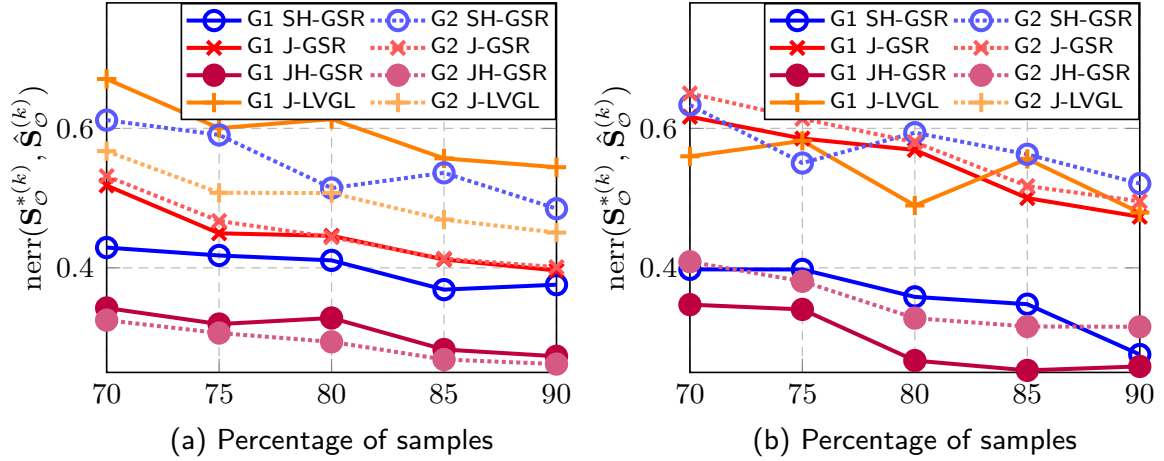 G1 SH-GSR G2 SH-GSR
G1 J-GSR G2 J-GSR
G1 JH-GSR G2 JH-GSR
G1 J-LVGL G2 J-LVGL
0.6
0.4
nerr(S*𝒪^(k), Ŝ𝒪^(k))
70 75 80 85 90
(a) Percentage of samples
G1 SH-GSR G2 SH-GSR
G1 J-GSR G2 J-GSR
G1 JH-GSR G2 JH-GSR
G1 J-LVGL G2 J-LVGL
0.6
0.4
nerr(S*𝒪^(k), Ŝ𝒪^(k))
70 75 80 85 90
(b) Percentage of samples